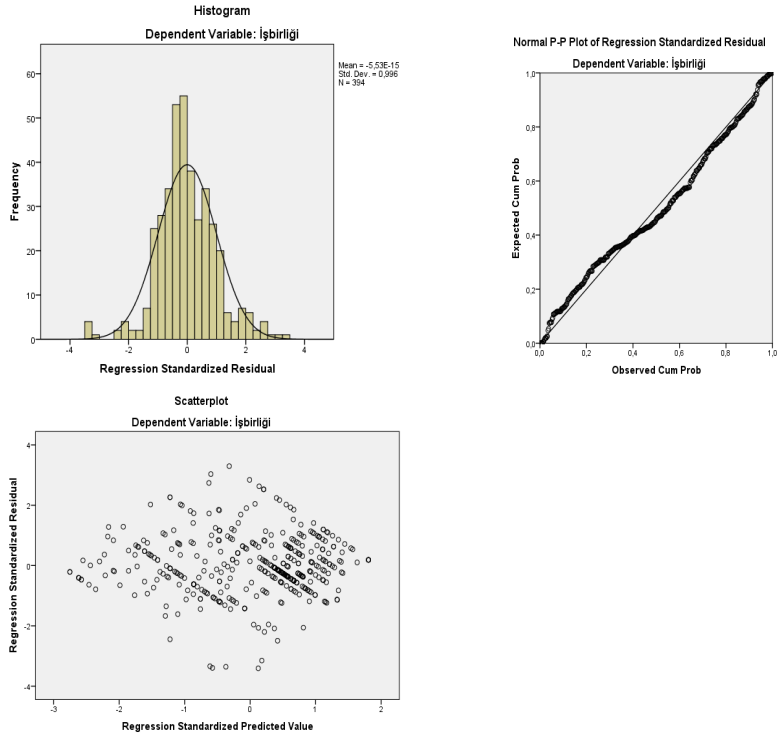 Histogram
Dependent Variable: İşbirliği
Mean = -5,53E-15
Std. Dev. = 0,996
N = 394
Frequency
60
50
40
30
20
10
0
-4 -2 0 2 4
Regression Standardized Residual
Normal P-P Plot of Regression Standardized Residual
Dependent Variable: İşbirliği
Expected Cum Prob
1,0
0,8
0,6
0,4
0,2
0,0
0,0 0,2 0,4 0,6 0,8 1,0
Observed Cum Prob
Scatterplot
Dependent Variable: İşbirliği
Regression Standardized Residual
4
2
0
-2
-4
-3 -2 -1 0 1 2
Regression Standardized Predicted Value